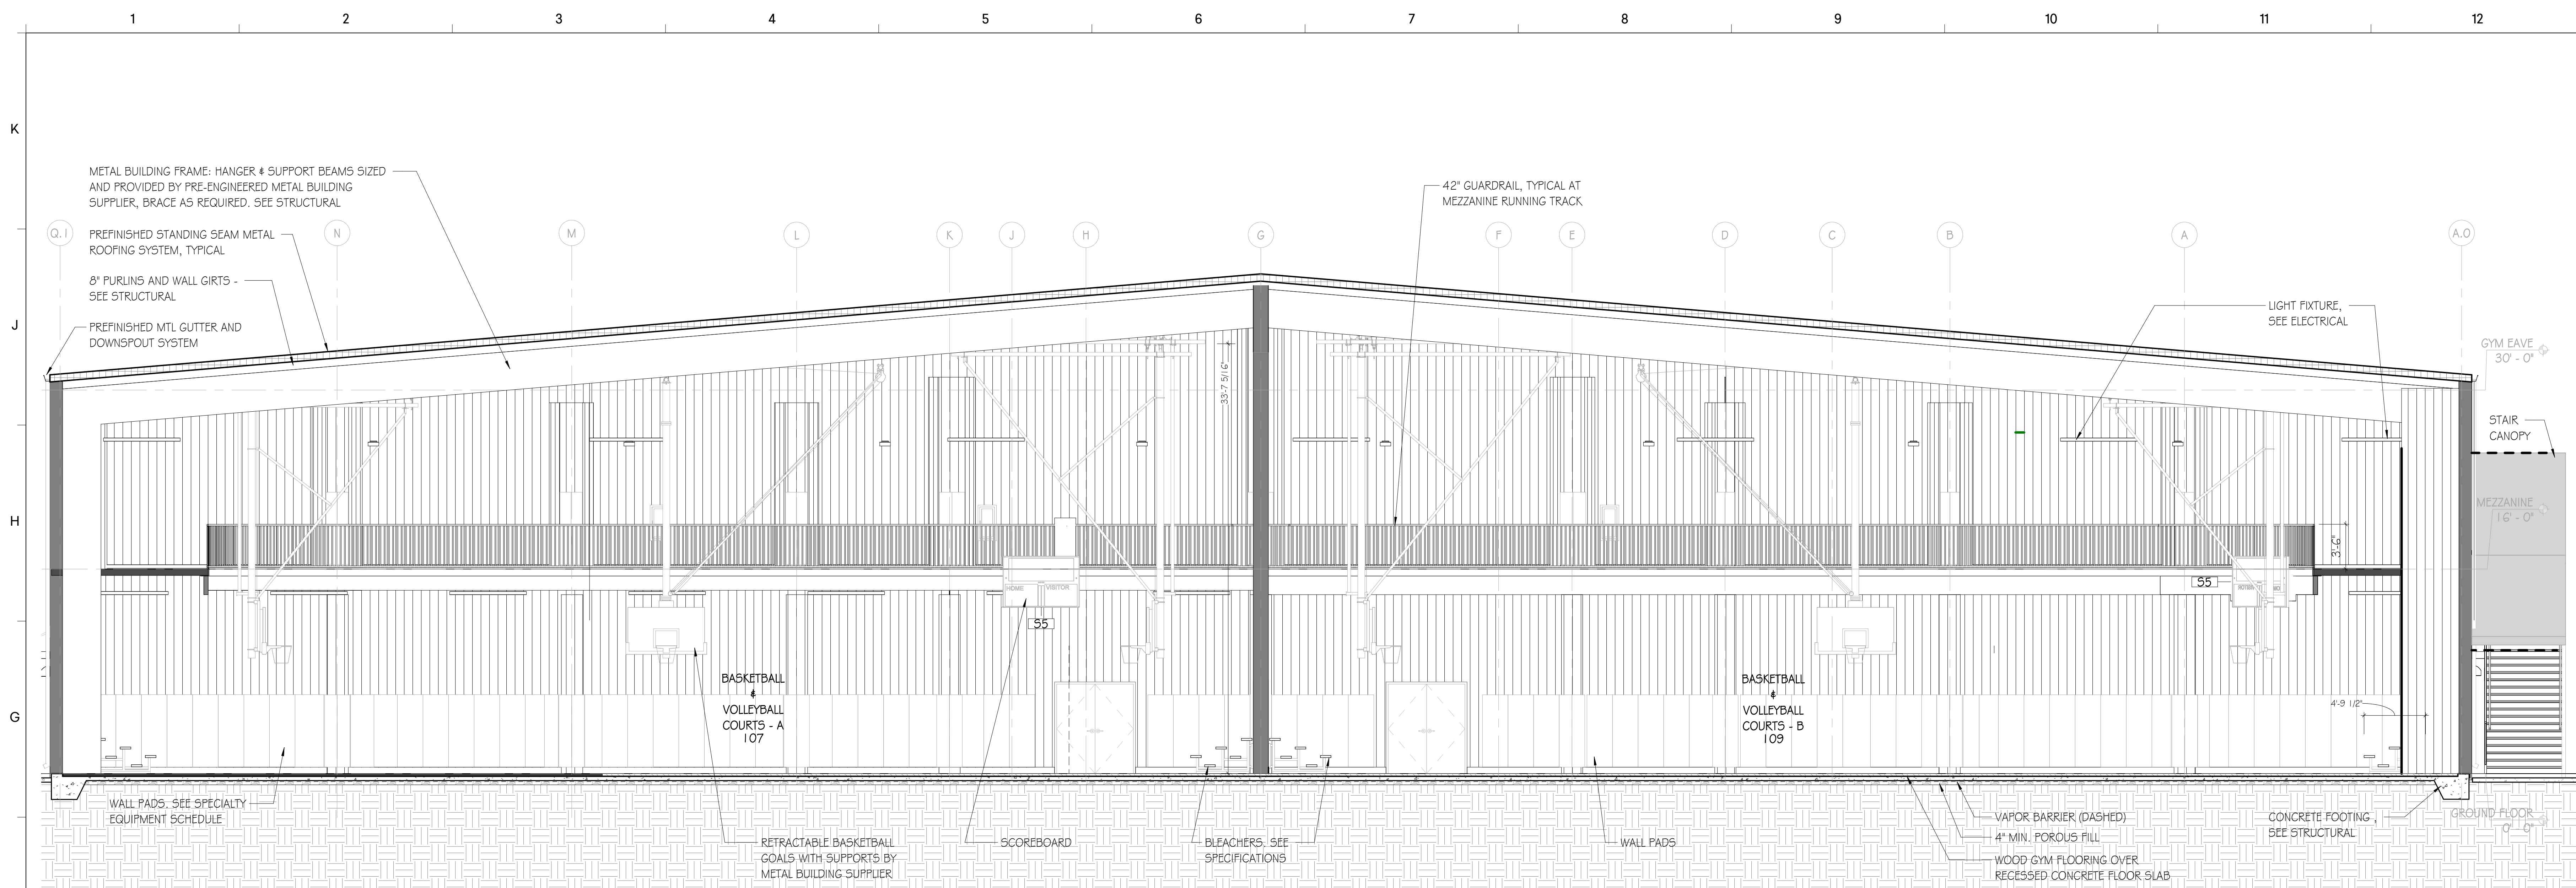 1 2 3 4 5 6 7 8 9 10 11 12
K
METAL BUILDING FRAME: HANGER & SUPPORT BEAMS SIZED
AND PROVIDED BY PRE-ENGINEERED METAL BUILDING
SUPPLIER, BRACE AS REQUIRED. SEE STRUCTURAL
42" GUARDRAIL, TYPICAL AT
MEZZANINE RUNNING TRACK
Q.1 N M L K J H G F E D C B A A.0
PREFINISHED STANDING SEAM METAL
ROOFING SYSTEM, TYPICAL
8" PURLINS AND WALL GIRTS -
SEE STRUCTURAL
J
PREFINISHED MTL GUTTER AND
DOWNSPOUT SYSTEM
LIGHT FIXTURE,
SEE ELECTRICAL
GYM EAVE
30' - 0"
33'-7 5/16"
STAIR
CANOPY
H
MEZZANINE
16' - 0"
3'-6"
HOME VISITOR
S5
S5
G
BASKETBALL
&
VOLLEYBALL
COURTS - A
107
BASKETBALL
&
VOLLEYBALL
COURTS - B
109
4'-9 1/2"
WALL PADS. SEE SPECIALTY
EQUIPMENT SCHEDULE
RETRACTABLE BASKETBALL
GOALS WITH SUPPORTS BY
METAL BUILDING SUPPLIER
SCOREBOARD
BLEACHERS. SEE
SPECIFICATIONS
WALL PADS
VAPOR BARRIER (DASHED)
4" MIN. POROUS FILL
WOOD GYM FLOORING OVER
RECESSED CONCRETE FLOOR SLAB
CONCRETE FOOTING ,
SEE STRUCTURAL
GROUND FLOOR
0' - 0"